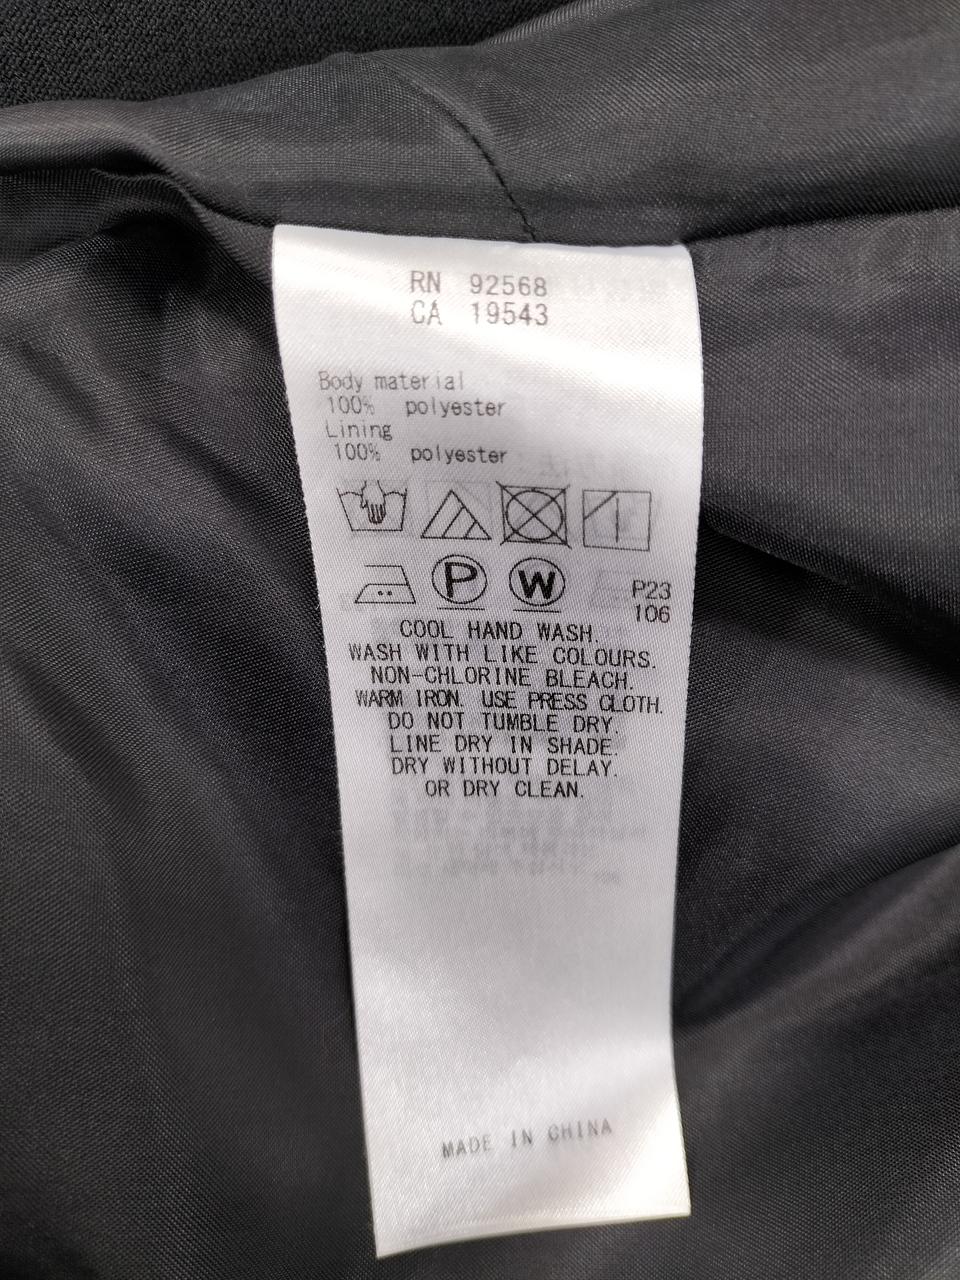 RN 92568
CA 19543
Body material
100% polyester
Lining
100% polyester
P W
P23
106
COOL HAND WASH.
WASH WITH LIKE COLOURS.
NON-CHLORINE BLEACH.
WARM IRON. USE PRESS CLOTH.
DO NOT TUMBLE DRY.
LINE DRY IN SHADE.
DRY WITHOUT DELAY.
OR DRY CLEAN.
MADE IN CHINA